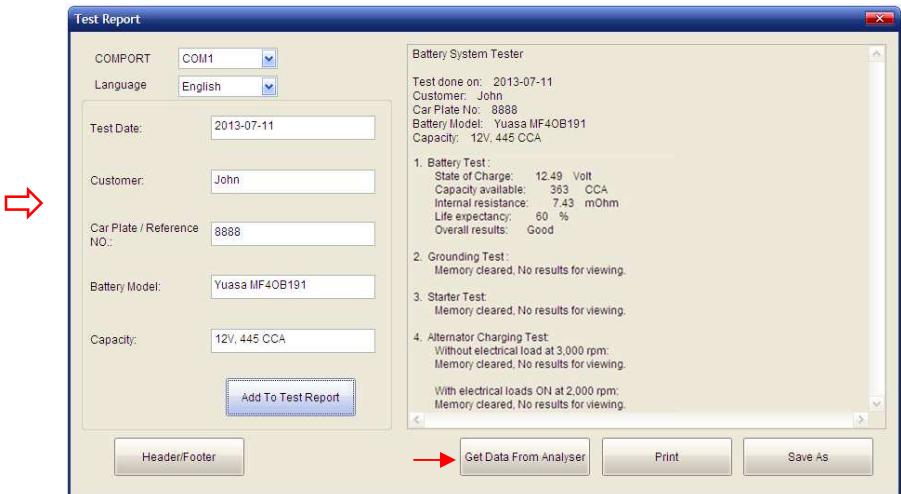 Test Report
COMPORT
COM1
Language
English
Test Date:
2013-07-11
Customer:
John
Car Plate / Reference
NO.:
8888
Battery Model:
Yuasa MF4OB191
Capacity:
12V, 445 CCA
Add To Test Report
Battery System Tester
Test done on: 2013-07-11
Customer: John
Car Plate No: 8888
Battery Model: Yuasa MF4OB191
Capacity: 12V, 445 CCA
1. Battery Test :
State of Charge: 12.49 Volt
Capacity available: 363 CCA
Internal resistance: 7.43 mOhm
Life expectancy: 60 %
Overall results: Good
2. Grounding Test :
Memory cleared, No results for viewing.
3. Starter Test:
Memory cleared, No results for viewing.
4. Alternator Charging Test:
Without electrical load at 3,000 rpm:
Memory cleared, No results for viewing.
With electrical loads ON at 2,000 rpm:
Memory cleared, No results for viewing.
Header/Footer
Get Data From Analyser
Print
Save As